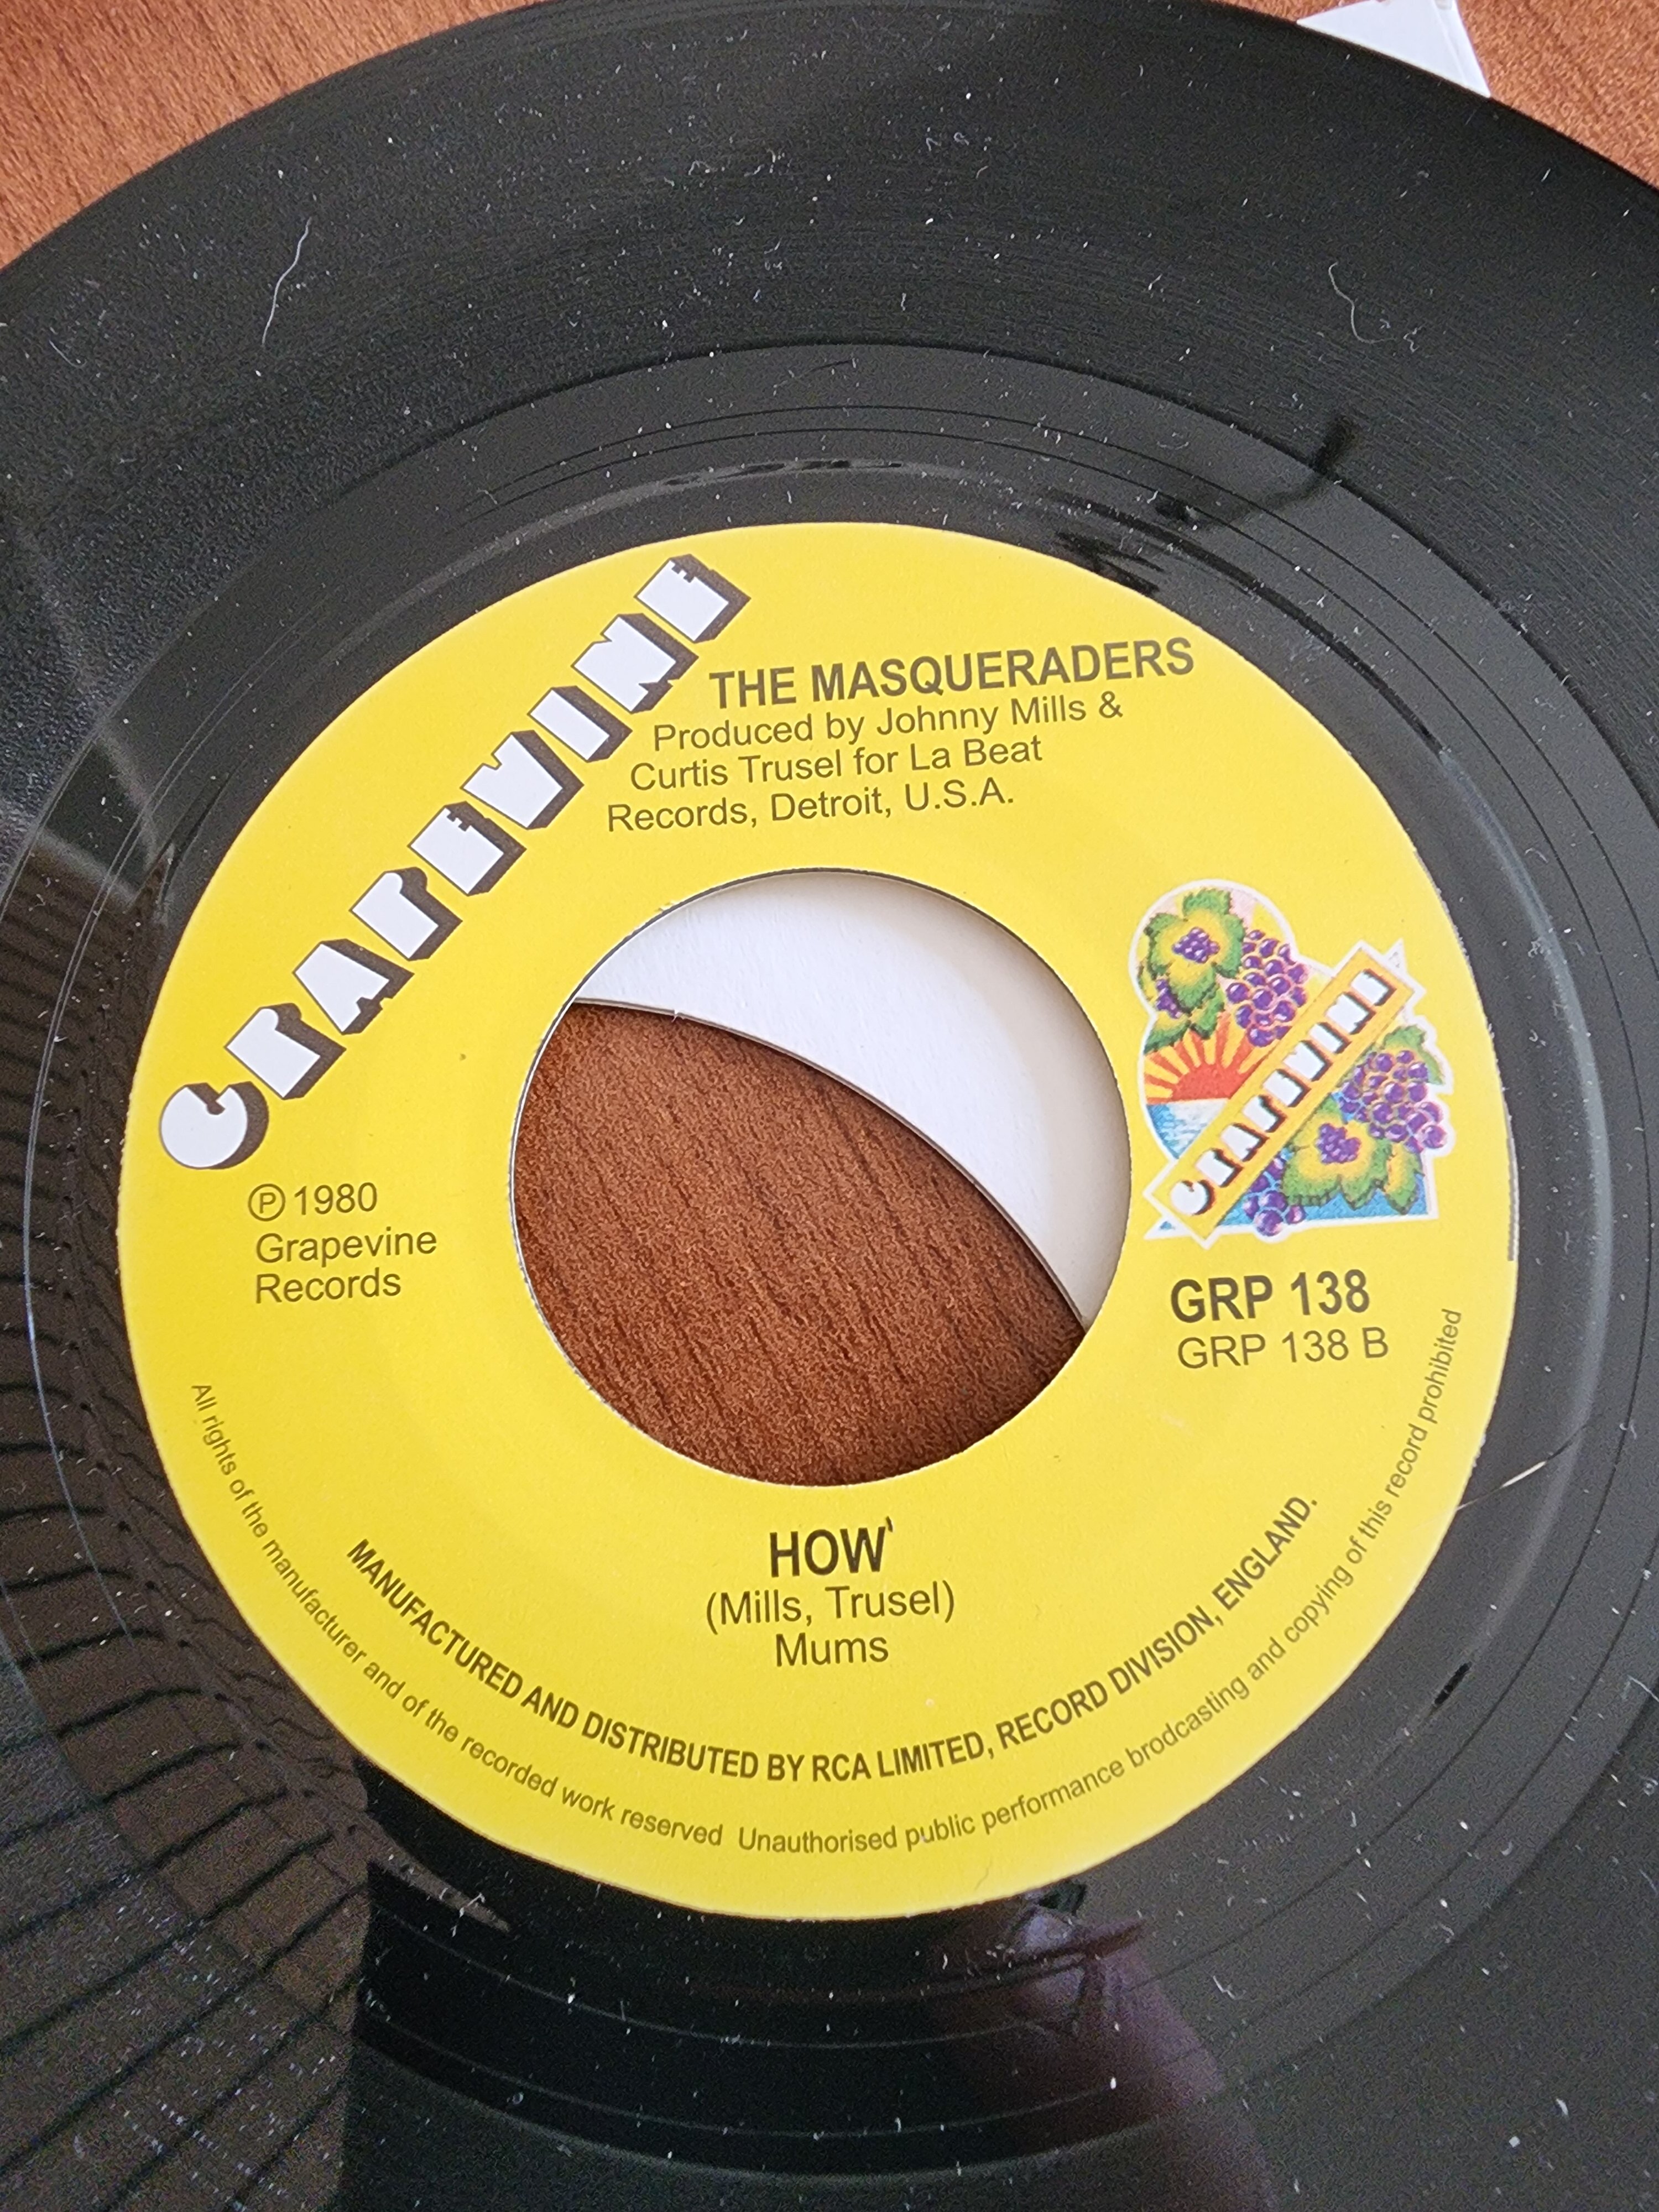 GRAPEVINE
THE MASQUERADERS
Produced by Johnny Mills &
Curtis Trusel for La Beat
Records, Detroit, U.S.A.
GRAPEVINE
Ⓟ 1980
Grapevine
Records
GRP 138
GRP 138 B
HOW'
(Mills, Trusel)
Mums
MANUFACTURED AND DISTRIBUTED BY RCA LIMITED, RECORD DIVISION, ENGLAND.
All rights of the manufacturer and of the recorded work reserved Unauthorised public performance brodcasting and copying of this record prohibited